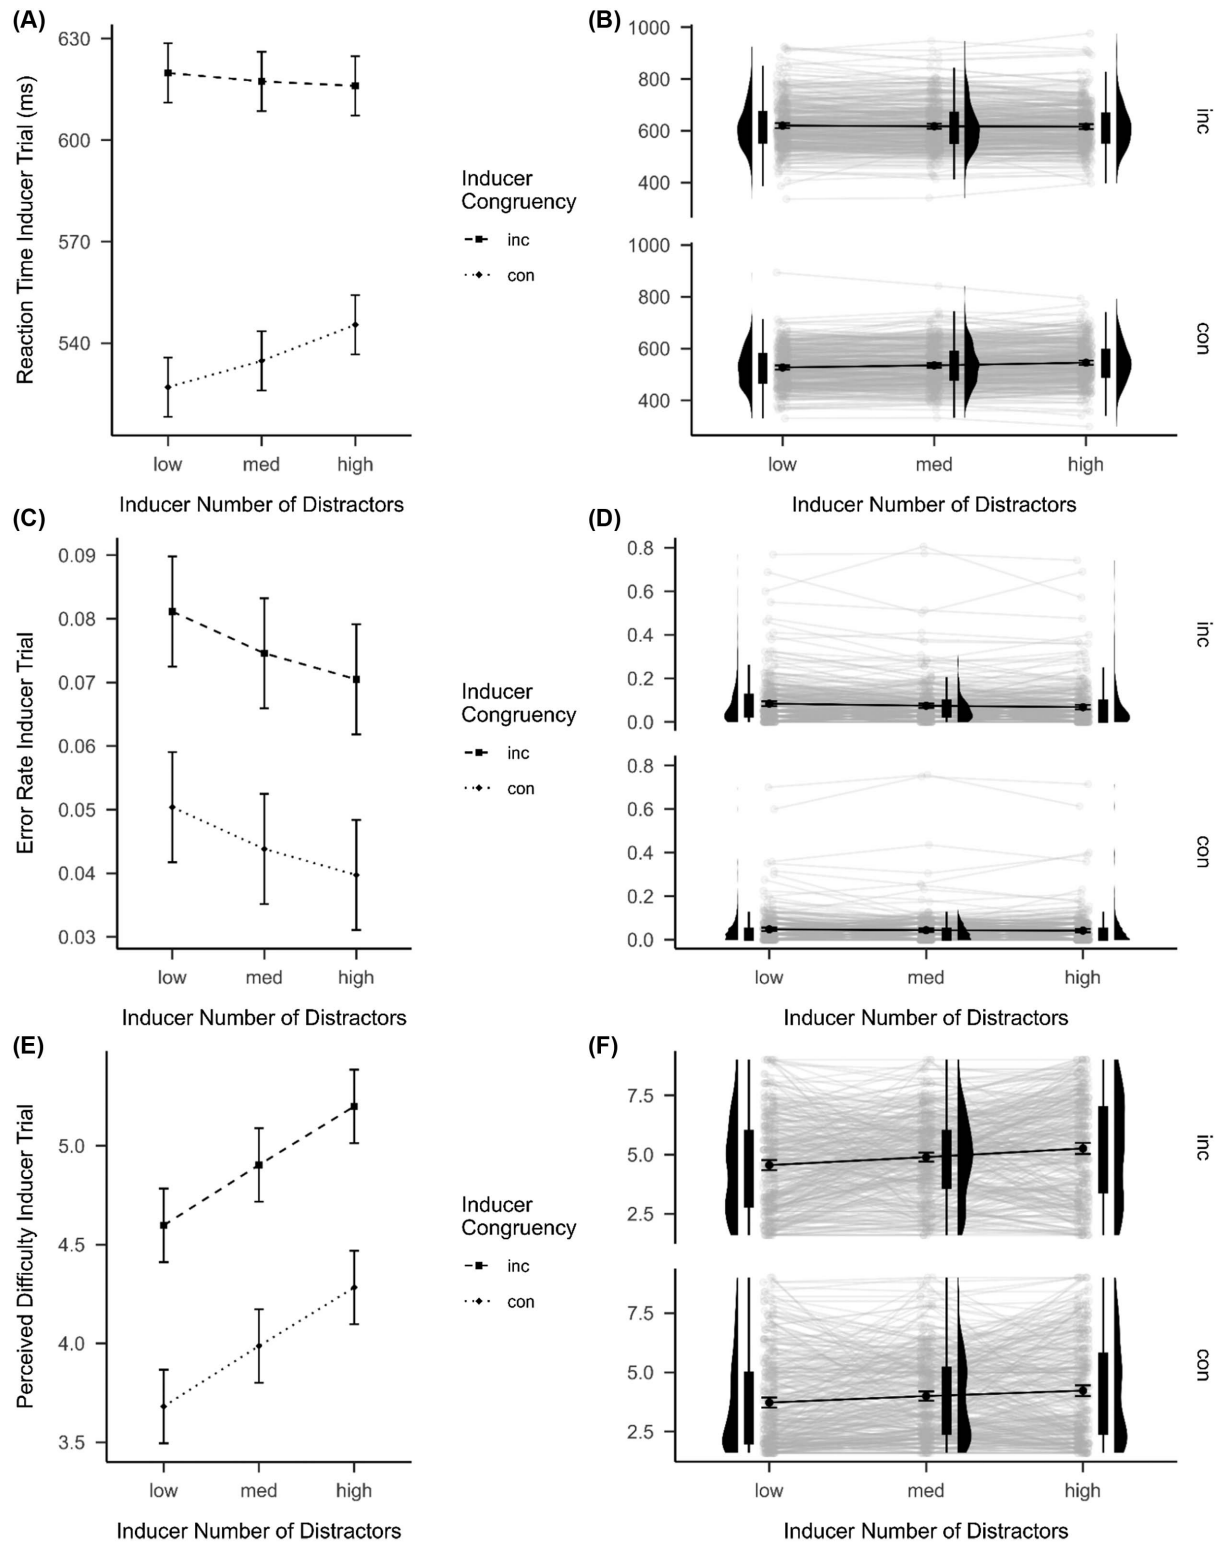 (A)
630
600
570
540
Reaction Time Inducer Trial (ms)
low med high
Inducer Number of Distractors
Inducer
Congruency
inc
con
(B)
1000
800
600
400
inc
1000
800
600
400
con
low med high
Inducer Number of Distractors
(C)
0.09
0.08
0.07
0.06
0.05
0.04
0.03
Error Rate Inducer Trial
low med high
Inducer Number of Distractors
Inducer
Congruency
inc
con
(D)
0.8
0.6
0.4
0.2
0.0
inc
0.8
0.6
0.4
0.2
0.0
con
low med high
Inducer Number of Distractors
(E)
5.0
4.5
4.0
3.5
Perceived Difficulty Inducer Trial
low med high
Inducer Number of Distractors
Inducer
Congruency
inc
con
(F)
7.5
5.0
2.5
inc
7.5
5.0
2.5
con
low med high
Inducer Number of Distractors